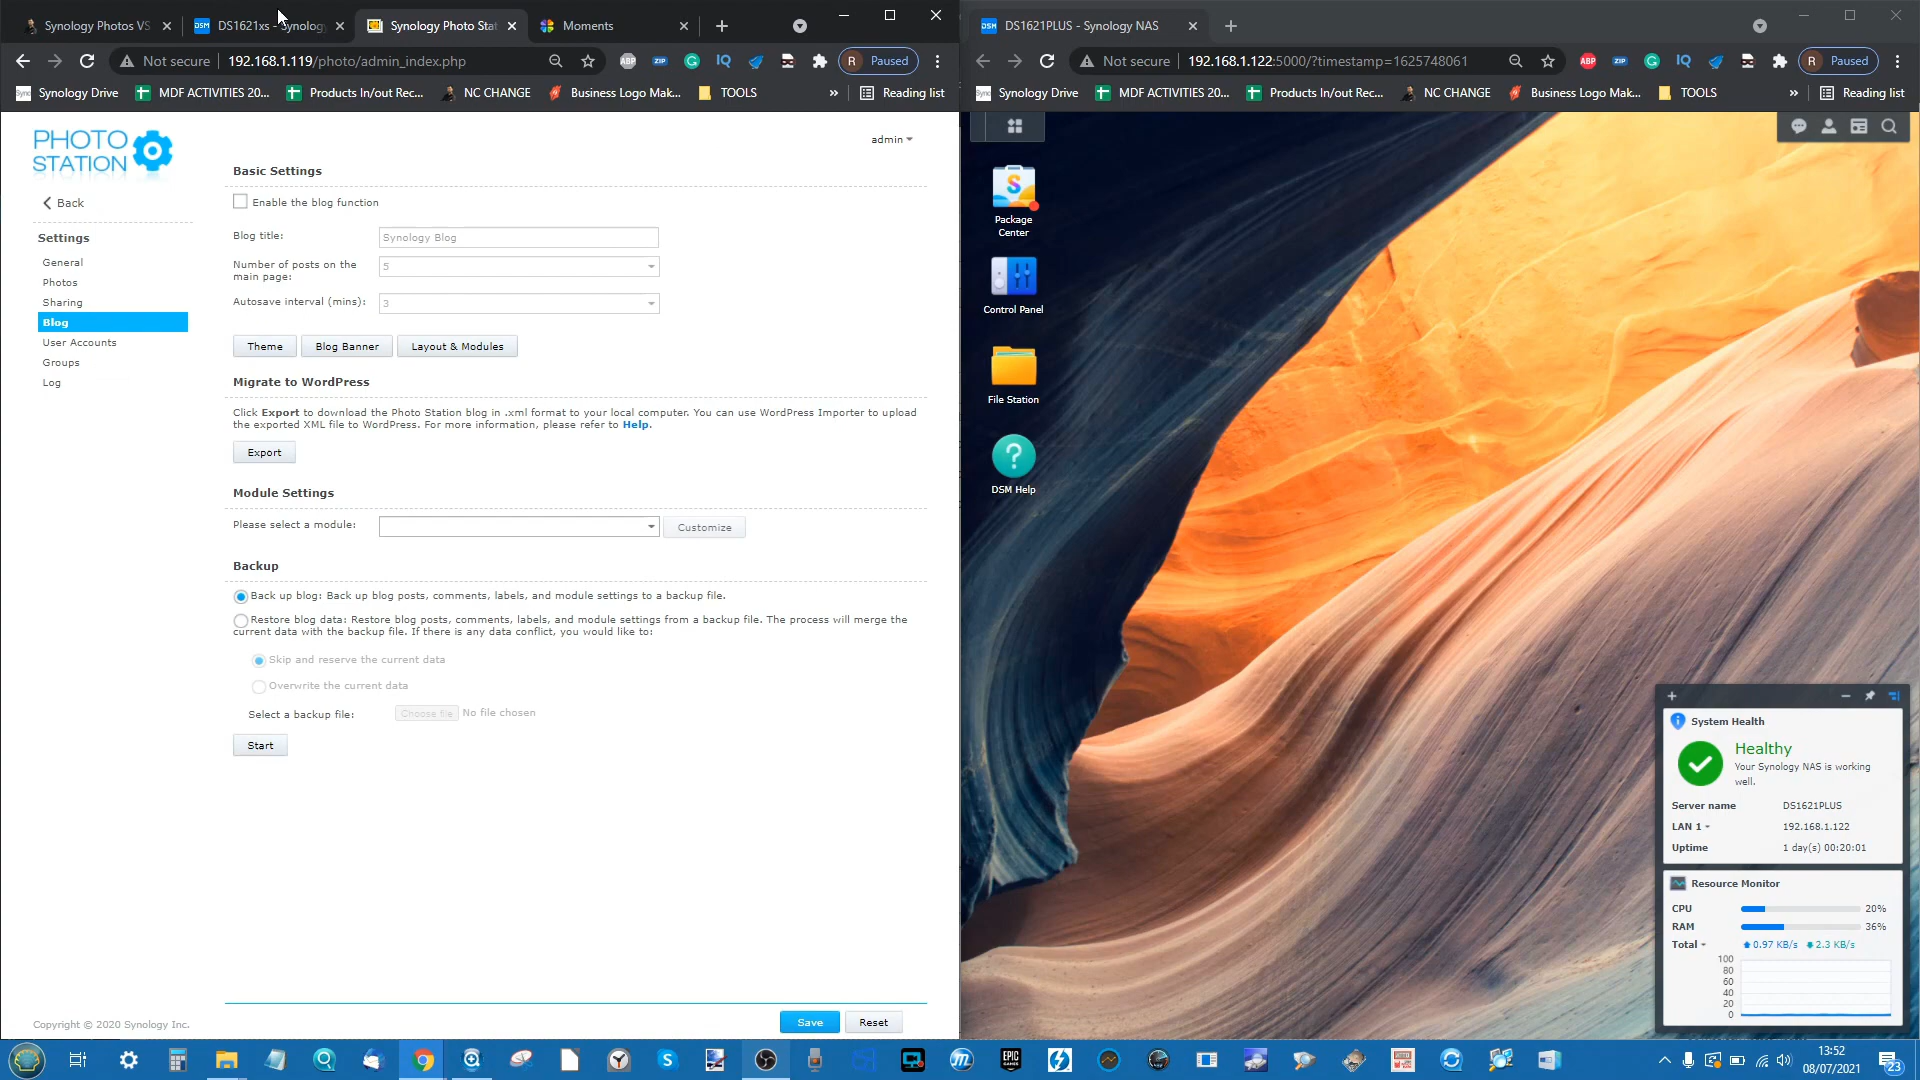 Synology Photos VS
DS1621xs - Synolog
Synology Photo Stat
Moments
Not secure
192.168.1.119/photo/admin_index.php
ABP
ZIP
IQ
R Paused
Synology Drive
MDF ACTIVITIES 20...
Products In/out Rec...
NC CHANGE
Business Logo Mak...
TOOLS
»
Reading list
PHOTO
STATION
admin
Back
Settings
General
Photos
Sharing
Blog
User Accounts
Groups
Log
Basic Settings
Enable the blog function
Blog title:
Synology Blog
Number of posts on the
main page:
5
Autosave interval (mins):
3
Theme
Blog Banner
Layout & Modules
Migrate to WordPress
Click Export to download the Photo Station blog in .xml format to your local computer. You can use WordPress Importer to upload
the exported XML file to WordPress. For more information, please refer to Help.
Export
Module Settings
Please select a module:
Customize
Backup
Back up blog: Back up blog posts, comments, labels, and module settings to a backup file.
Restore blog data: Restore blog posts, comments, labels, and module settings from a backup file. The process will merge the
current data with the backup file. If there is any data conflict, you would like to:
Skip and reserve the current data
Overwrite the current data
Select a backup file:
Choose file
No file chosen
Start
Copyright © 2020 Synology Inc.
Save
Reset
DSM
DS1621PLUS - Synology NAS
Not secure
192.168.1.122:5000/?timestamp=1625748061
ABP
ZIP
IQ
R Paused
Synology Drive
MDF ACTIVITIES 20...
Products In/out Rec...
NC CHANGE
Business Logo Mak...
TOOLS
»
Reading list
Package
Center
Control Panel
File Station
DSM Help
System Health
Healthy
Your Synology NAS is working
well.
Server name
DS1621PLUS
LAN 1
192.168.1.122
Uptime
1 day(s) 00:20:01
Resource Monitor
CPU
20%
RAM
36%
Total
0.97 KB/s
2.3 KB/s
100
80
60
40
20
0
EPIC
13:52
08/07/2021
23